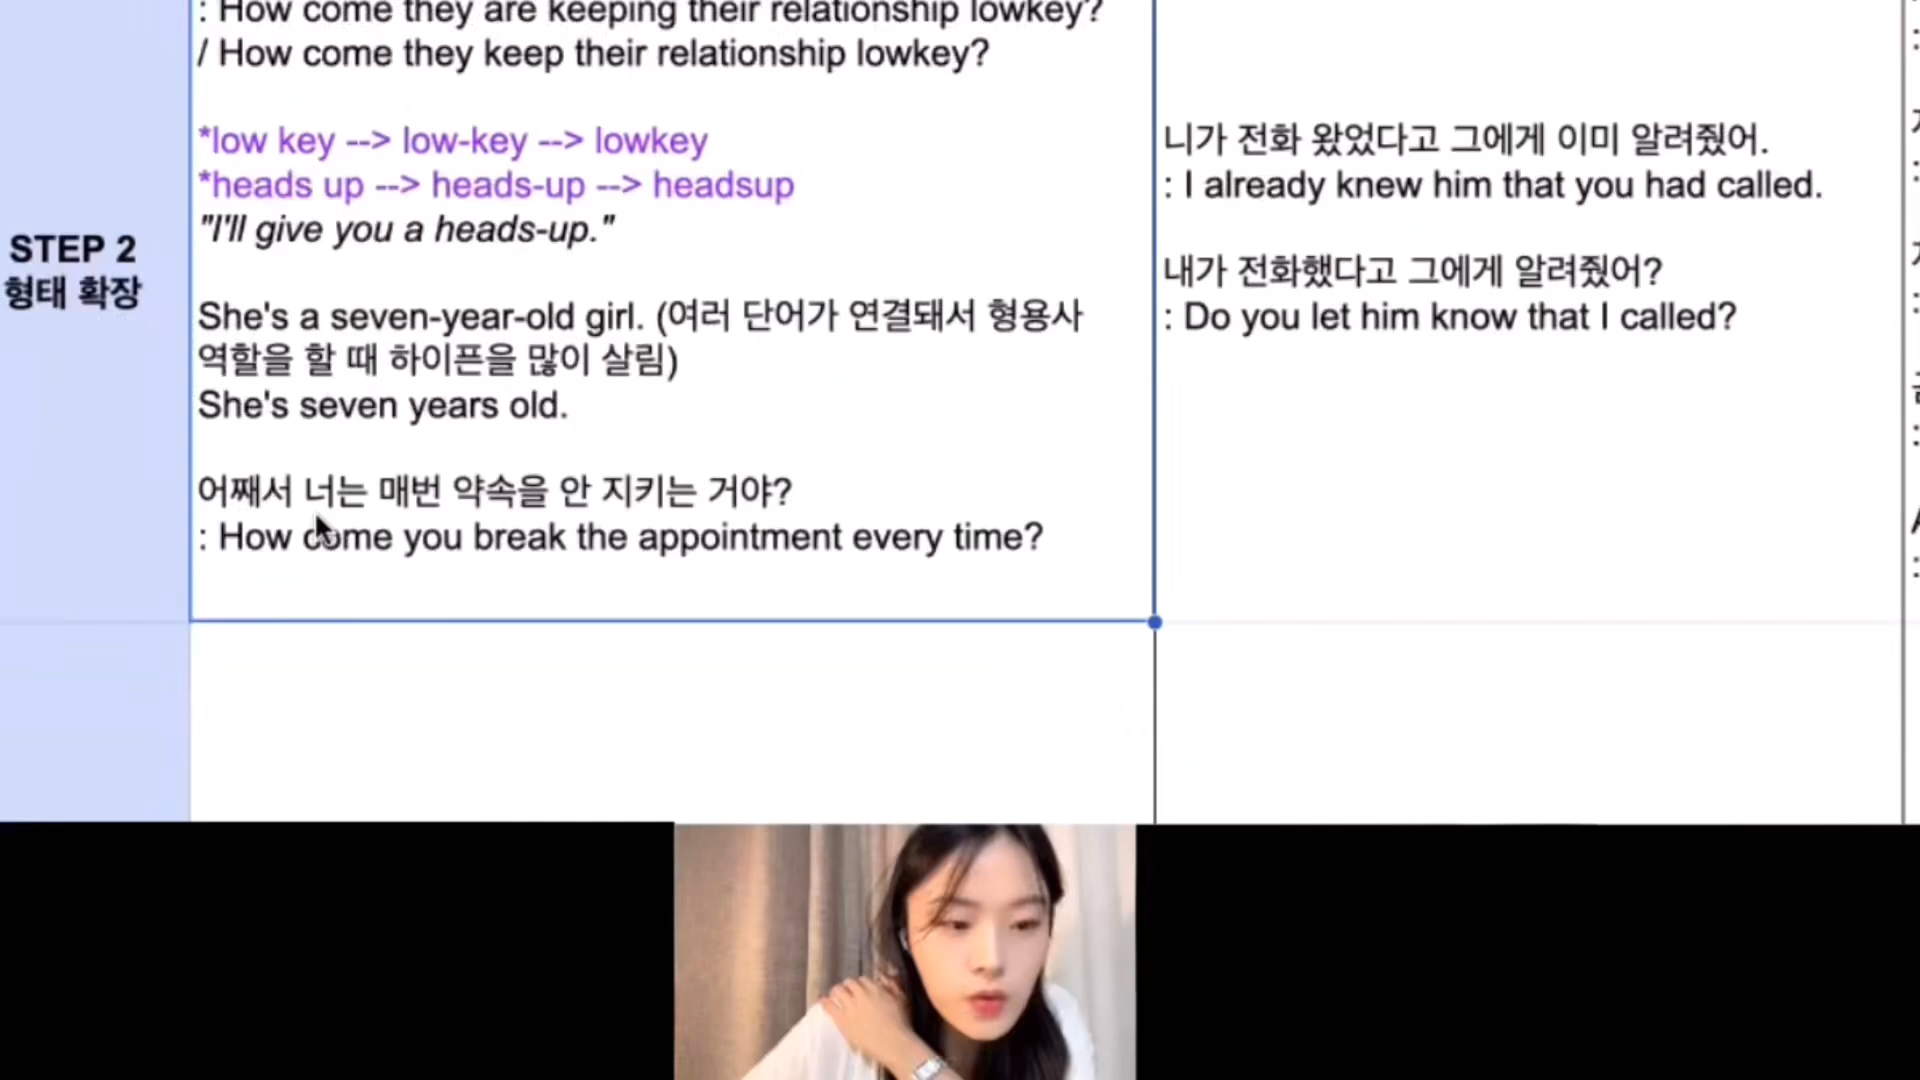 : How come they are keeping their relationship lowkey?
/ How come they keep their relationship lowkey?
*low key --> low-key --> lowkey
*heads up --> heads-up --> headsup
"I'll give you a heads-up."
She's a seven-year-old girl. (여러 단어가 연결돼서 형용사
역할을 할 때 하이픈을 많이 살림)
She's seven years old.
어째서 너는 매번 약속을 안 지키는 거야?
: How come you break the appointment every time?
STEP 2
형태 확장
니가 전화 왔었다고 그에게 이미 알려줬어.
: I already knew him that you had called.
내가 전화했다고 그에게 알려줬어?
: Do you let him know that I called?